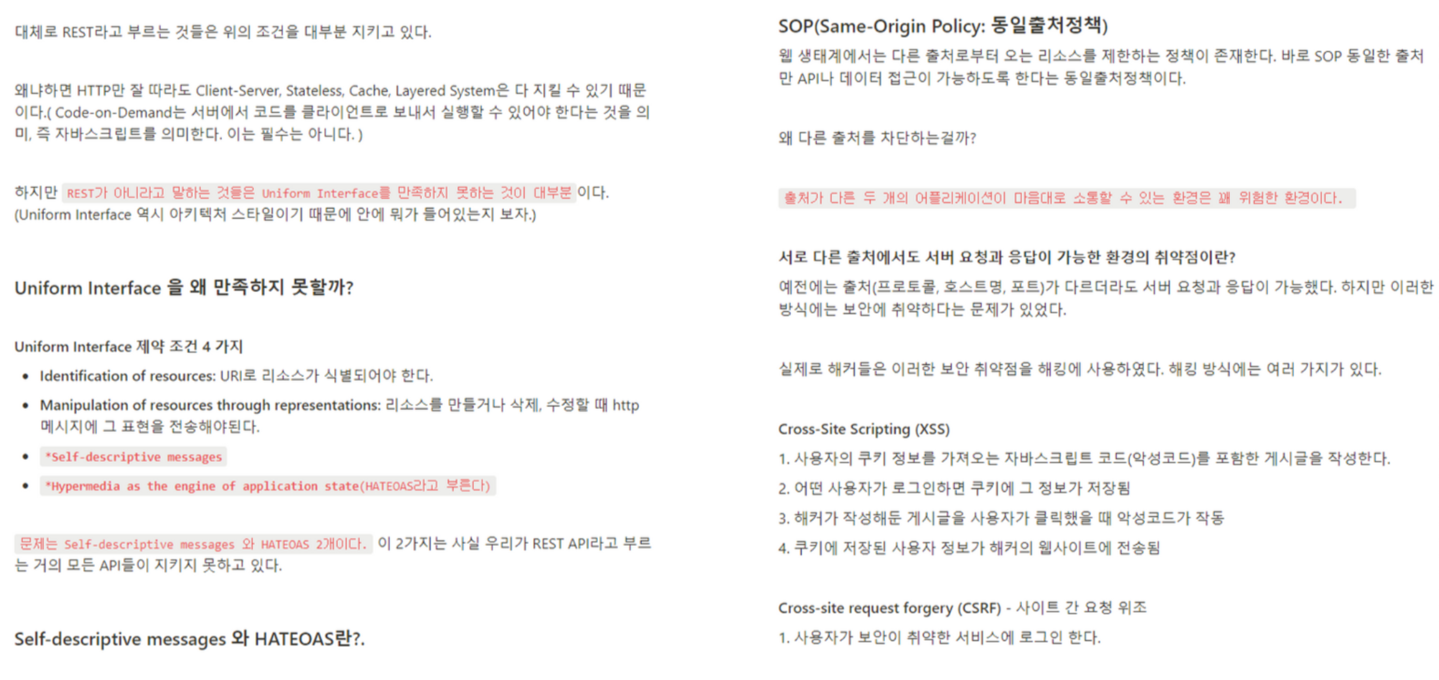 대체로 REST라고 부르는 것들은 위의 조건을 대부분 지키고 있다.
왜냐하면 HTTP만 잘 따라도 Client-Server, Stateless, Cache, Layered System은 다 지킬 수 있기 때문
이다.( Code-on-Demand는 서버에서 코드를 클라이언트로 보내서 실행할 수 있어야 한다는 것을 의
미, 즉 자바스크립트를 의미한다. 이는 필수는 아니다. )
하지만 REST가 아니라고 말하는 것들은 Uniform Interface를 만족하지 못하는 것이 대부분 이다.
(Uniform Interface 역시 아키텍처 스타일이기 때문에 안에 뭐가 들어있는지 보자.)
Uniform Interface 을 왜 만족하지 못할까?
Uniform Interface 제약 조건 4 가지
• Identification of resources: URI로 리소스가 식별되어야 한다.
• Manipulation of resources through representations: 리소스를 만들거나 삭제, 수정할 때 http
메시지에 그 표현을 전송해야된다.
• *Self-descriptive messages
• *Hypermedia as the engine of application state(HATEOAS라고 부른다)
문제는 Self-descriptive messages 와 HATEOAS 2개이다. 이 2가지는 사실 우리가 REST API라고 부르
는 거의 모든 API들이 지키지 못하고 있다.
Self-descriptive messages 와 HATEOAS란?.
SOP(Same-Origin Policy: 동일출처정책)
웹 생태계에서는 다른 출처로부터 오는 리소스를 제한하는 정책이 존재한다. 바로 SOP 동일한 출처
만 API나 데이터 접근이 가능하도록 한다는 동일출처정책이다.
왜 다른 출처를 차단하는걸까?
출처가 다른 두 개의 어플리케이션이 마음대로 소통할 수 있는 환경은 꽤 위험한 환경이다.
서로 다른 출처에서도 서버 요청과 응답이 가능한 환경의 취약점이란?
예전에는 출처(프로토콜, 호스트명, 포트)가 다르더라도 서버 요청과 응답이 가능했다. 하지만 이러한
방식에는 보안에 취약하다는 문제가 있었다.
실제로 해커들은 이러한 보안 취약점을 해킹에 사용하였다. 해킹 방식에는 여러 가지가 있다.
Cross-Site Scripting (XSS)
1. 사용자의 쿠키 정보를 가져오는 자바스크립트 코드(악성코드)를 포함한 게시글을 작성한다.
2. 어떤 사용자가 로그인하면 쿠키에 그 정보가 저장됨
3. 해커가 작성해둔 게시글을 사용자가 클릭했을 때 악성코드가 작동
4. 쿠키에 저장된 사용자 정보가 해커의 웹사이트에 전송됨
Cross-site request forgery (CSRF) - 사이트 간 요청 위조
1. 사용자가 보안이 취약한 서비스에 로그인 한다.